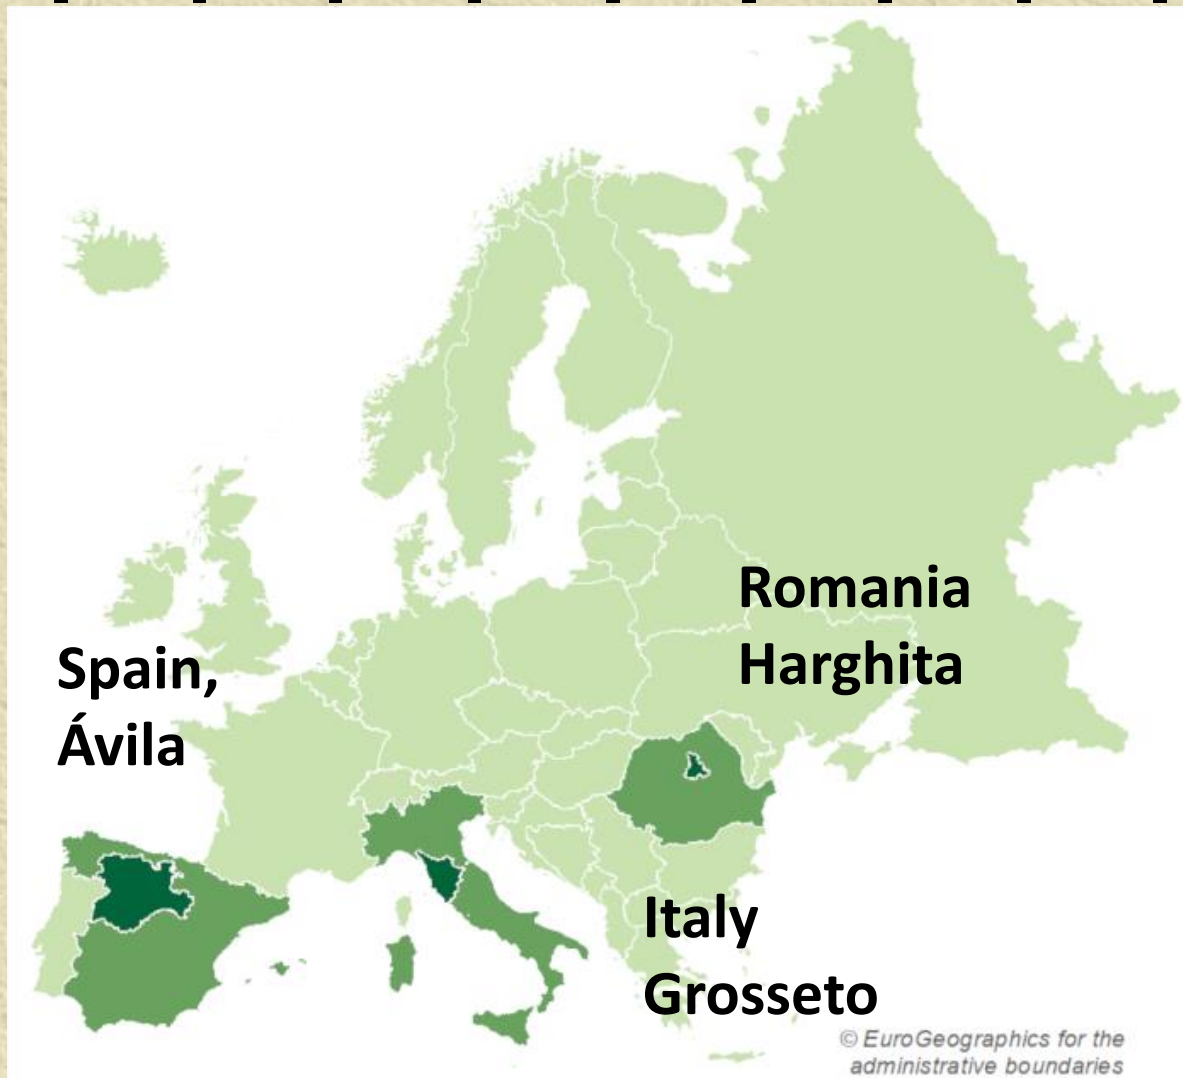 Romania
Harghita
Spain,
Ávila
Italy
Grosseto
© EuroGeographics for the
administrative boundaries